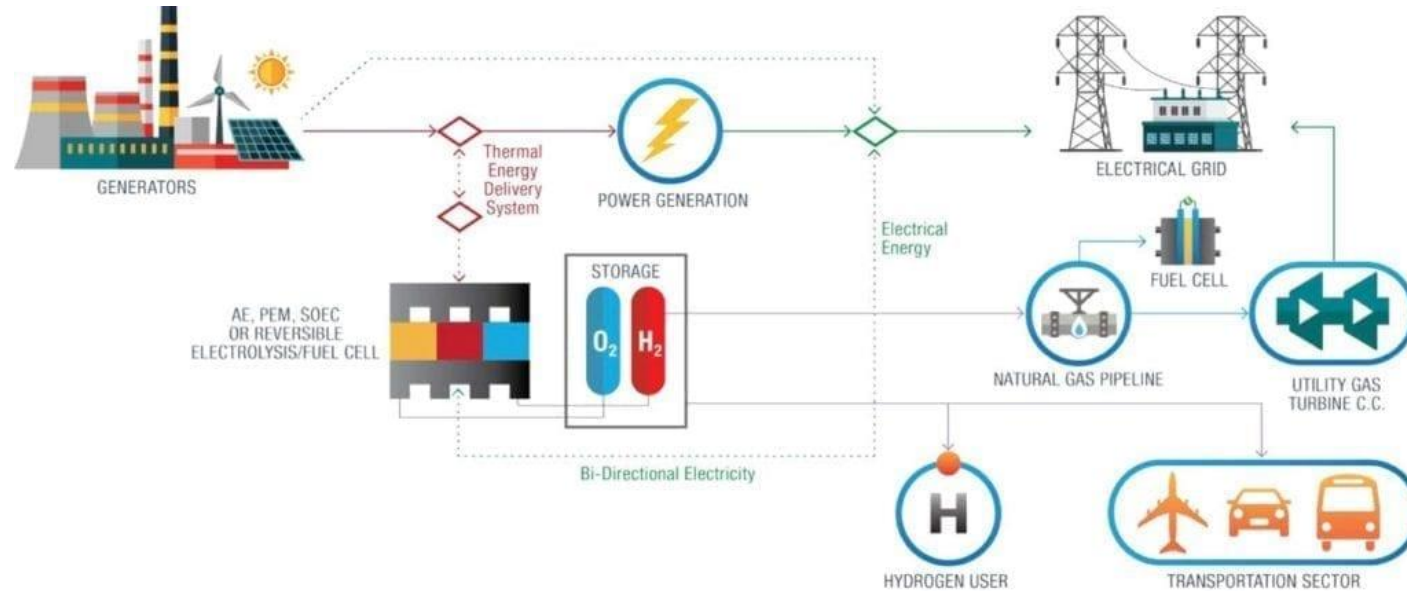 GENERATORS
Thermal
Energy
Delivery
System
POWER GENERATION
ELECTRICAL GRID
Electrical
Energy
FUEL CELL
STORAGE
O2
H2
AE, PEM, SOEC
OR REVERSIBLE
ELECTROLYSIS/FUEL CELL
NATURAL GAS PIPELINE
UTILITY GAS
TURBINE C.C.
Bi-Directional Electricity
H
HYDROGEN USER
TRANSPORTATION SECTOR